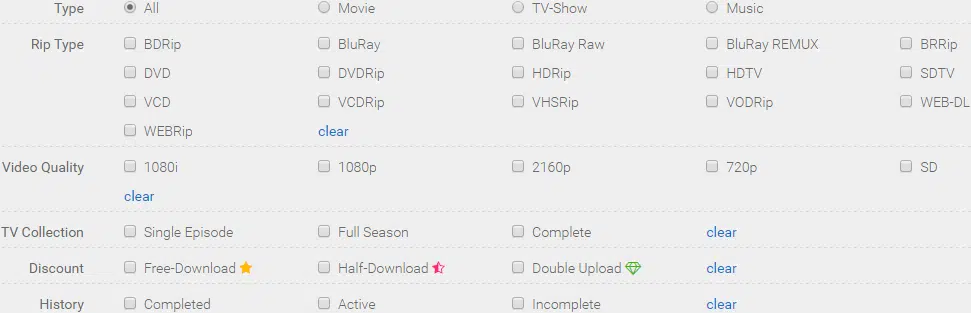 Type All Movie TV-Show Music
Rip Type BDRip BluRay BluRay Raw BluRay REMUX BRRip
DVD DVDRip HDRip HDTV SDTV
VCD VCDRip VHSRip VODRip WEB-DL
WEBRip clear
Video Quality 1080i 1080p 2160p 720p SD
clear
TV Collection Single Episode Full Season Complete clear
Discount Free-Download Half-Download Double Upload clear
History Completed Active Incomplete clear